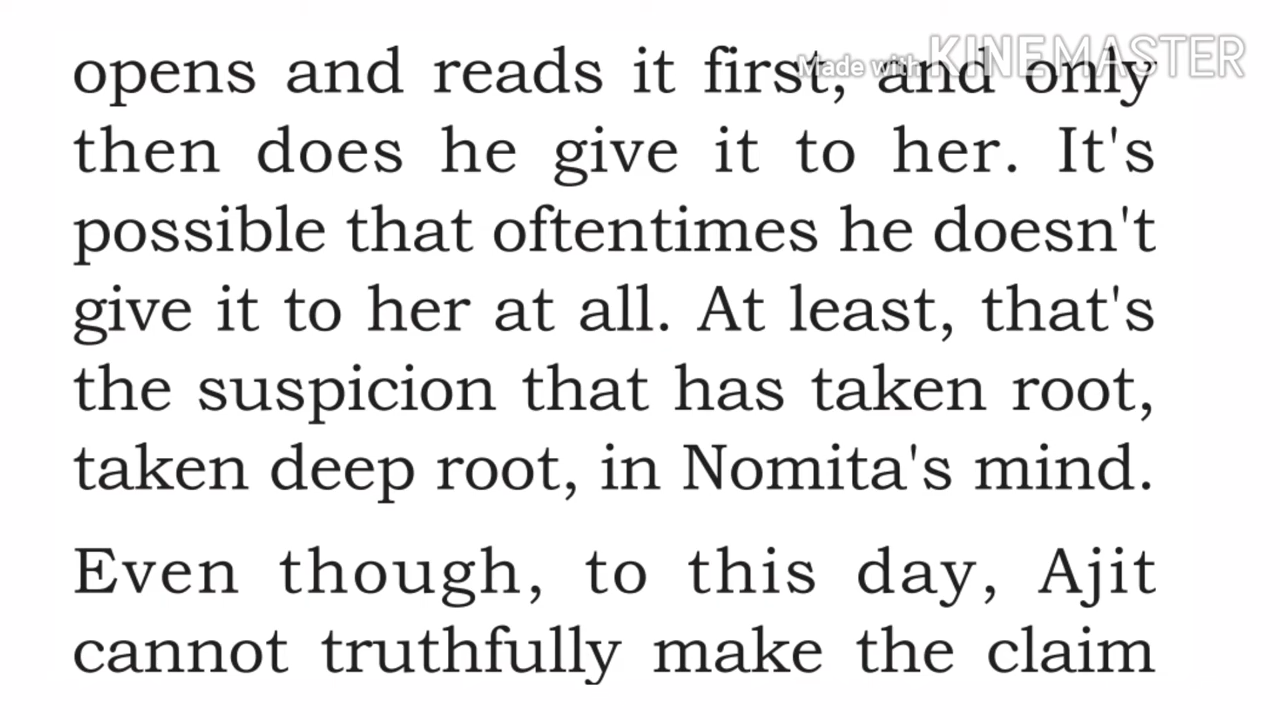 Made with KINEMASTER
opens and reads it first, and only
then does he give it to her. It's
possible that oftentimes he doesn't
give it to her at all. At least, that's
the suspicion that has taken root,
taken deep root, in Nomita's mind.
Even though, to this day, Ajit
cannot truthfully make the claim